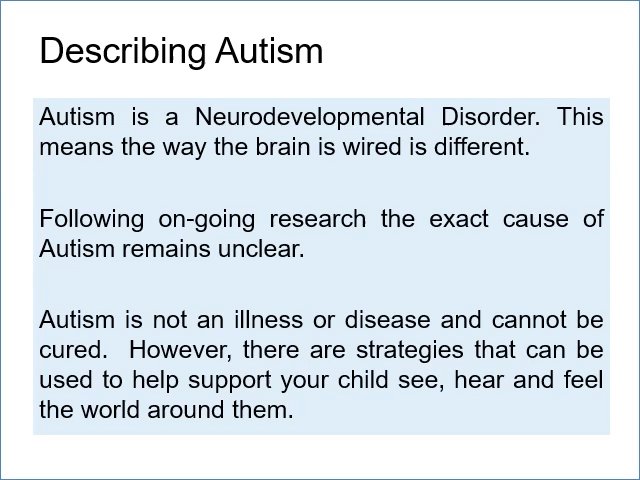 Describing Autism
Autism is a Neurodevelopmental Disorder. This
means the way the brain is wired is different.
Following on-going research the exact cause of
Autism remains unclear.
Autism is not an illness or disease and cannot be
cured.  However, there are strategies that can be
used to help support your child see, hear and feel
the world around them.